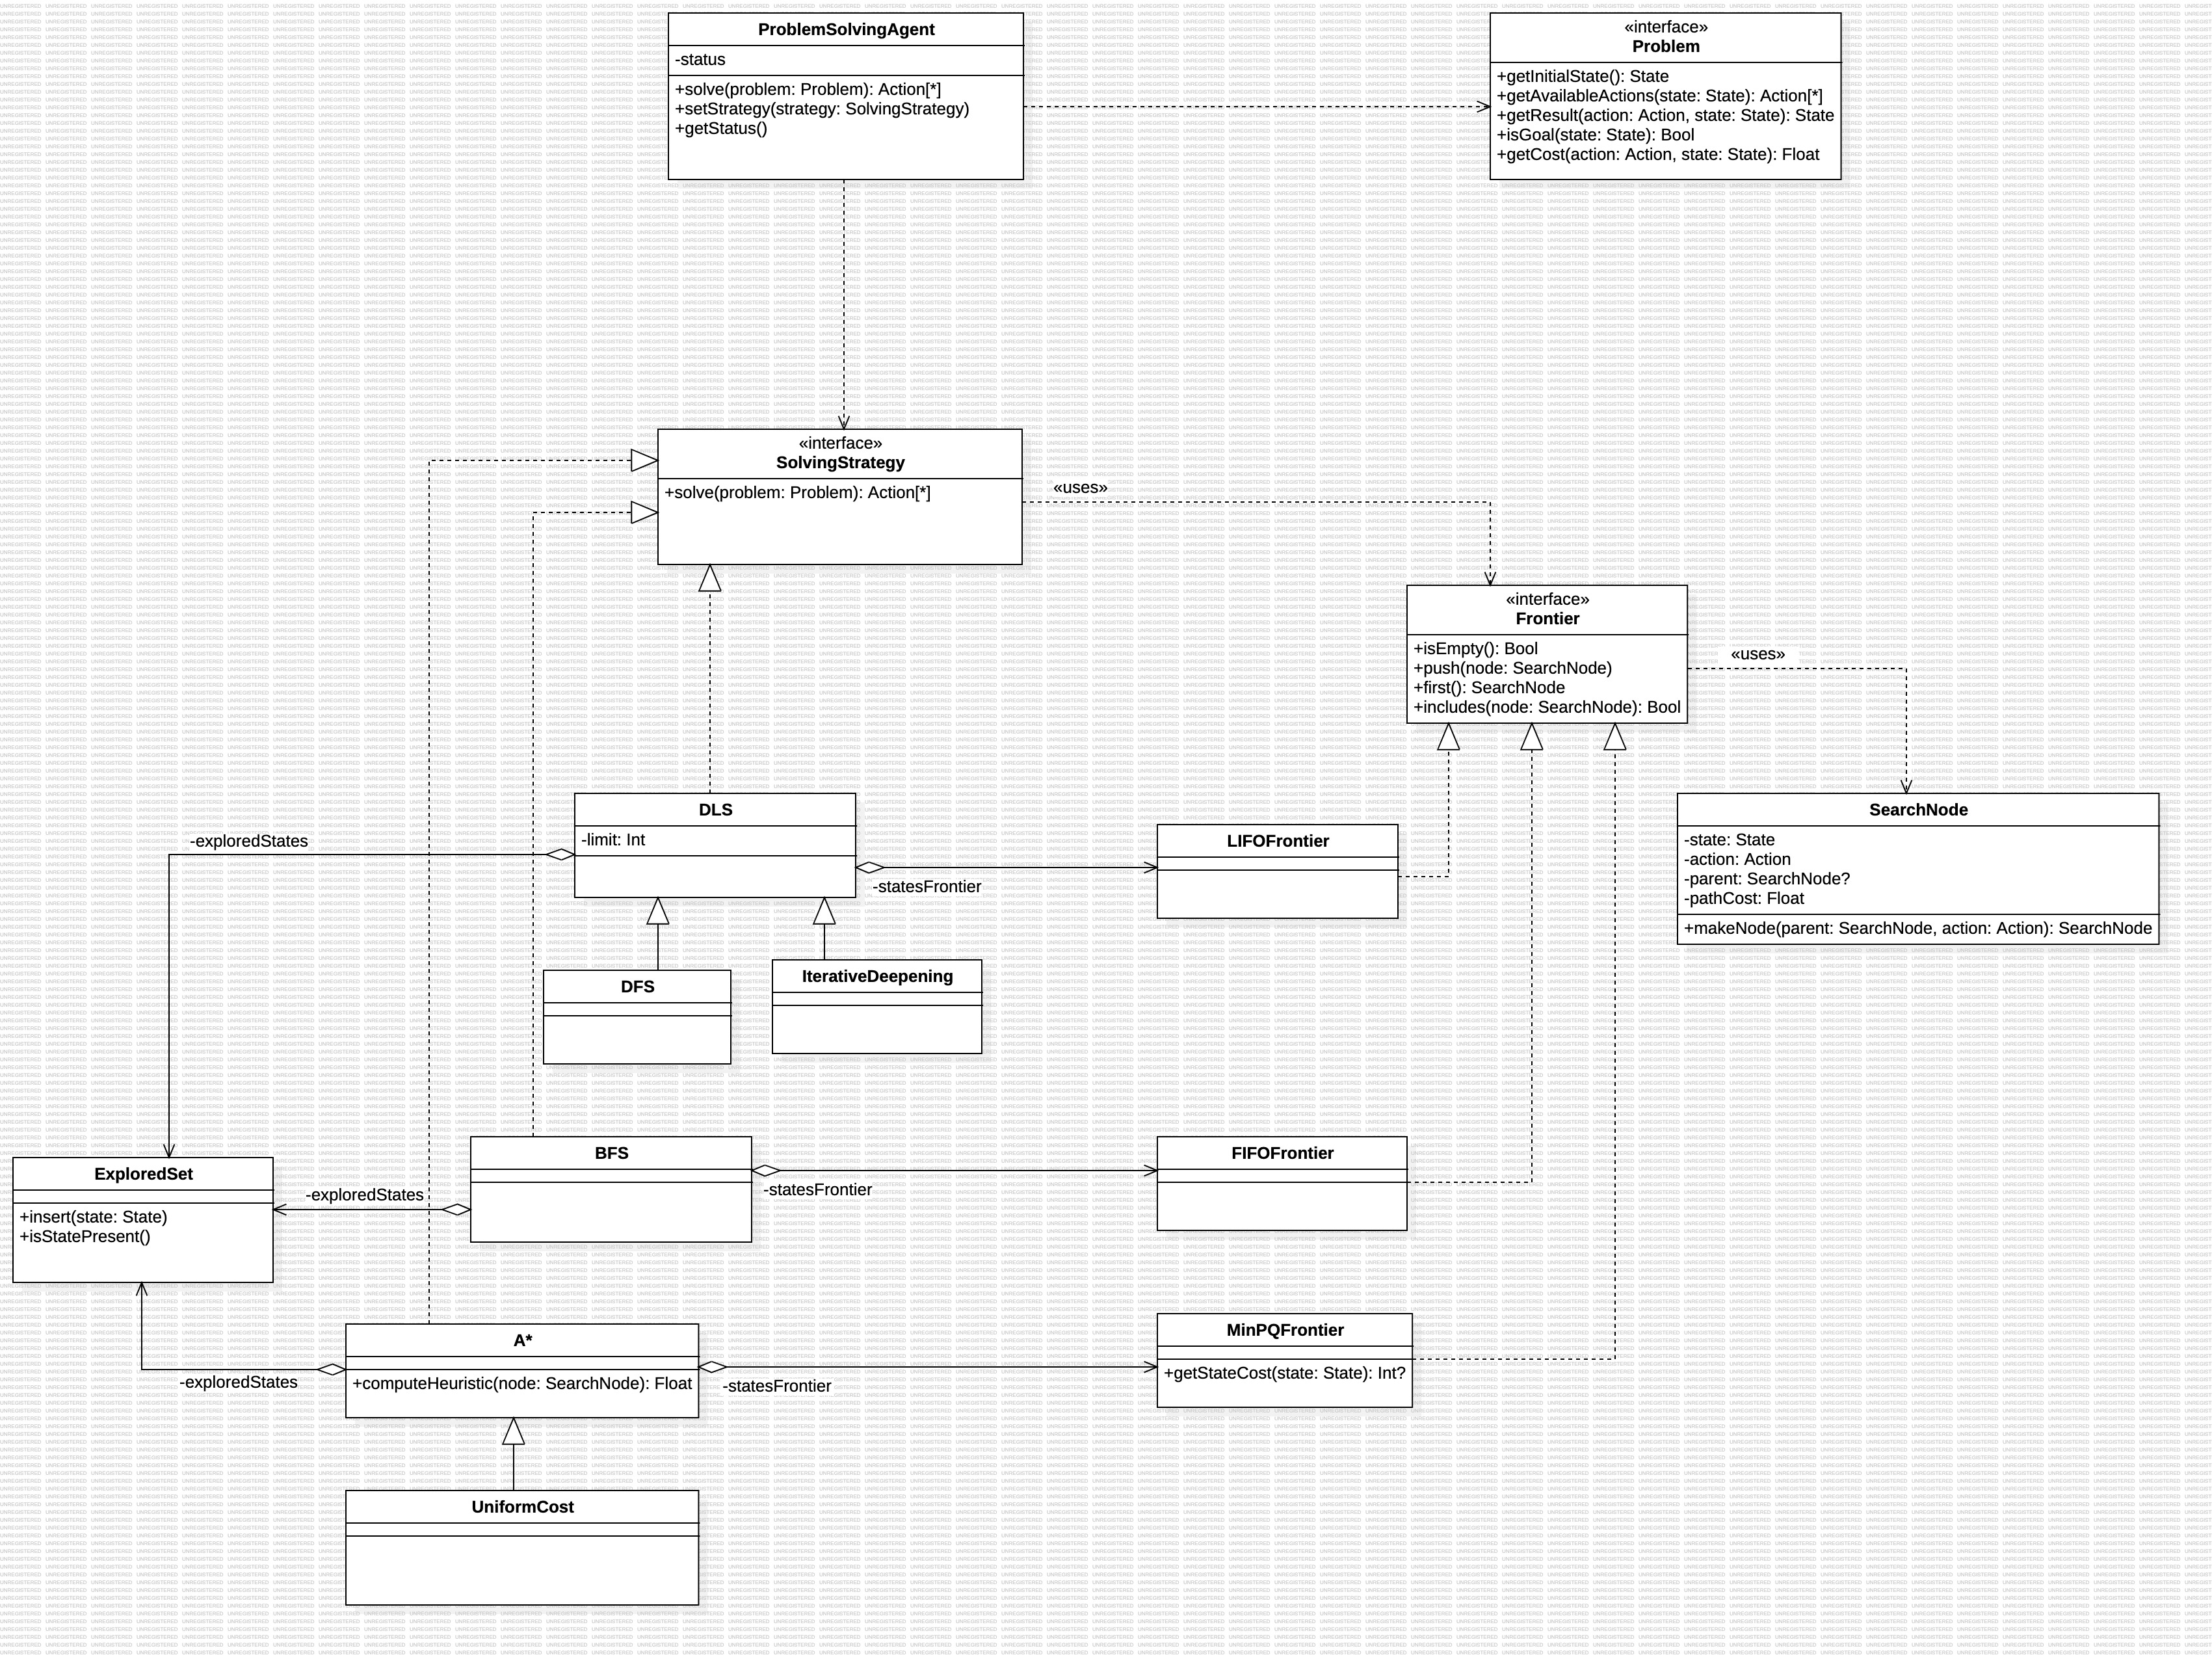 ProblemSolvingAgent
-status
+solve(problem: Problem): Action[*]
+setStrategy(strategy: SolvingStrategy)
+getStatus()
«interface»
Problem
+getInitialState(): State
+getAvailableActions(state: State): Action[*]
+getResult(action: Action, state: State): State
+isGoal(state: State): Bool
+getCost(action: Action, state: State): Float
«interface»
SolvingStrategy
+solve(problem: Problem): Action[*]
«uses»
«interface»
Frontier
+isEmpty(): Bool
+push(node: SearchNode)
+first(): SearchNode
+includes(node: SearchNode): Bool
«uses»
DLS
-limit: Int
-exploredStates
-statesFrontier
LIFOFrontier
SearchNode
-state: State
-action: Action
-parent: SearchNode?
-pathCost: Float
+makeNode(parent: SearchNode, action: Action): SearchNode
DFS
IterativeDeepening
ExploredSet
+insert(state: State)
+isStatePresent()
-exploredStates
BFS
-statesFrontier
FIFOFrontier
A*
+computeHeuristic(node: SearchNode): Float
-exploredStates
-statesFrontier
MinPQFrontier
+getStateCost(state: State): Int?
UniformCost
UNREGISTERED